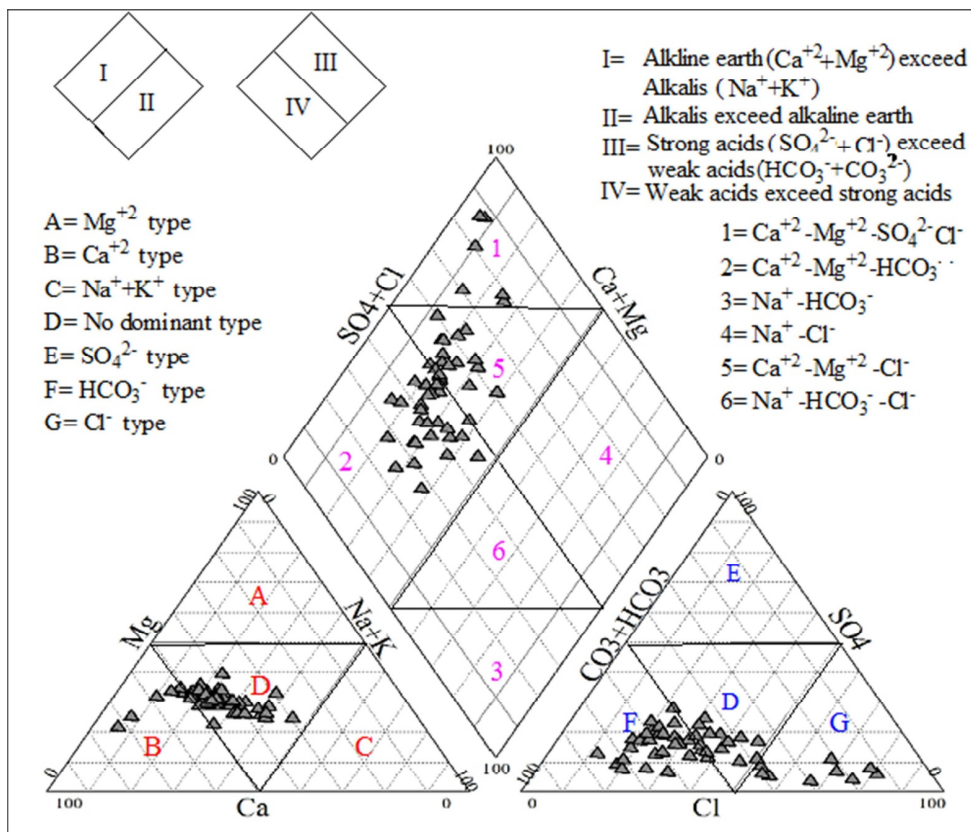 I
II
III
IV
I= Alkline earth(Ca+2+Mg+2) exceed
Alkalis (Na++K+)
II= Alkalis exceed alkaline earth
III= Strong acids(SO42-+ Cl-) exceed
weak acids(HCO3-+CO32-)
IV= Weak acids exceed strong acids
A= Mg+2 type
B= Ca+2 type
C= Na++K+ type
D= No dominant type
E= SO42- type
F= HCO3- type
G= Cl- type
1= Ca+2 -Mg+2-SO42-Cl-
2= Ca+2 -Mg+2-HCO3-
3= Na+ -HCO3-
4= Na+ -Cl-
5= Ca+2 -Mg+2 -Cl-
6= Na+ -HCO3- -Cl-
100
SO4+Cl
Ca+Mg
1
5
0
2
4
0
6
3
100
100
0
Mg
Na+K
A
D
B
C
0
100
100
Ca
0
100
0
CO3+HCO3
SO4
E
D
F
G
100
0
0
Cl
100